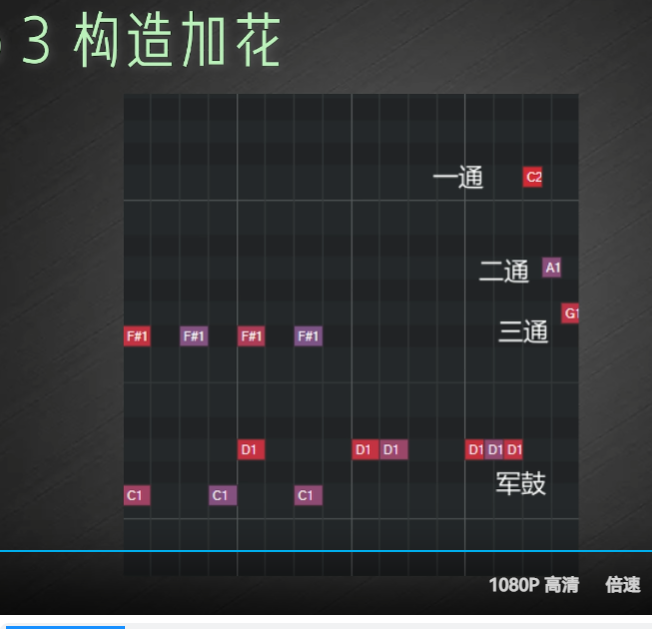 3 构造加花
一通 C2
二通 A1
G1
三通
F#1 F#1 F#1 F#1
D1 D1 D1 D1 D1 D1
军鼓
C1 C1 C1
1080P 高清 倍速